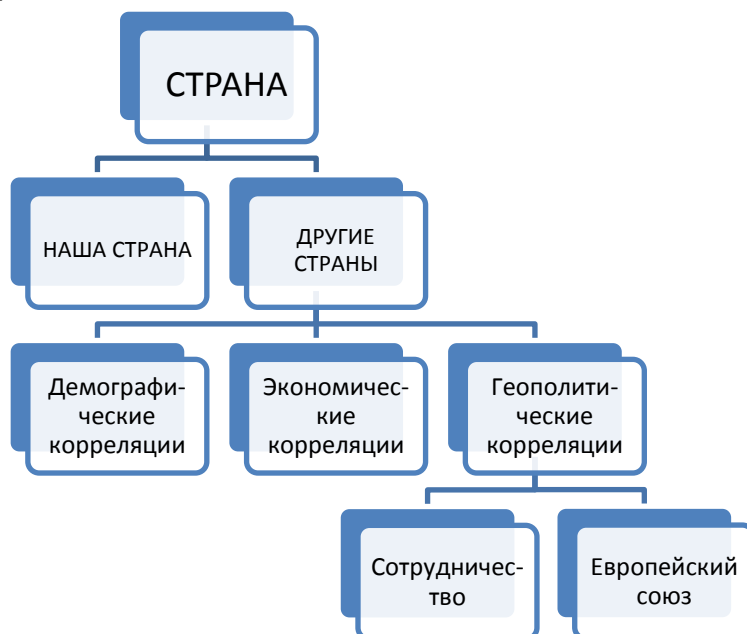 СТРАНА
НАША СТРАНА
ДРУГИЕ
СТРАНЫ
Демографи-
ческие
корреляции
Экономичес-
кие
корреляции
Геополити-
ческие
корреляции
Сотрудничес-
тво
Европейский
союз